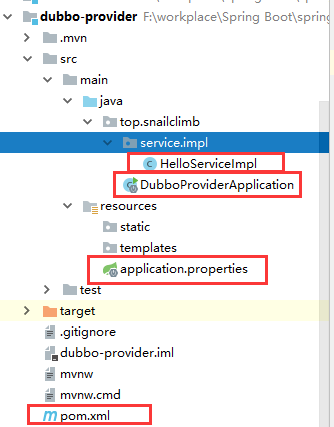 dubbo-provider F:\workplace\Spring Boot\spring
.mvn
src
main
java
top.snailclimb
service.impl
HelloServiceImpl
DubboProviderApplication
resources
static
templates
application.properties
test
target
.gitignore
dubbo-provider.iml
mvnw
mvnw.cmd
pom.xml